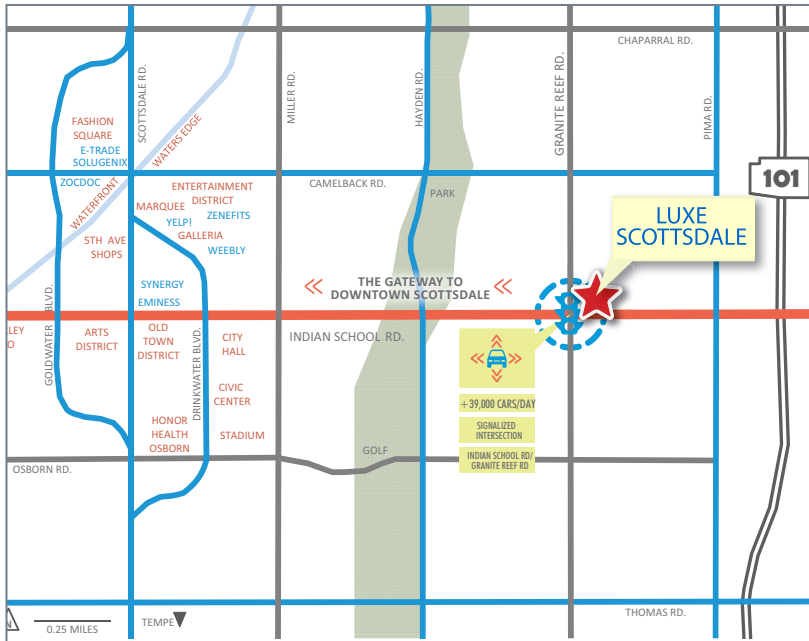 CHAPARRAL RD.
SCOTTSDALE RD.
MILLER RD.
HAYDEN RD.
GRANITE REEF RD.
PIMA RD.
FASHION
SQUARE
E-TRADE
SOLUGENIX
ZOCDOC
WATERS EDGE
WATERFRONT
CAMELBACK RD.
PARK
101
ENTERTAINMENT
DISTRICT
MARQUEE
YELP!
ZENEFITS
GALLERIA
WEEBLY
5TH AVE
SHOPS
LUXE
SCOTTSDALE
SYNERGY
EMINESS
THE GATEWAY TO
DOWNTOWN SCOTTSDALE
GOLDWATER BLVD.
LEY
O
ARTS
DISTRICT
OLD
TOWN
DISTRICT
DRINKWATER BLVD.
CITY
HALL
INDIAN SCHOOL RD.
CIVIC
CENTER
+39,000 CARS/DAY
SIGNALIZED
INTERSECTION
INDIAN SCHOOL RD/
GRANITE REEF RD
HONOR
HEALTH
OSBORN
STADIUM
GOLF
OSBORN RD.
THOMAS RD.
N
0.25 MILES
TEMPE